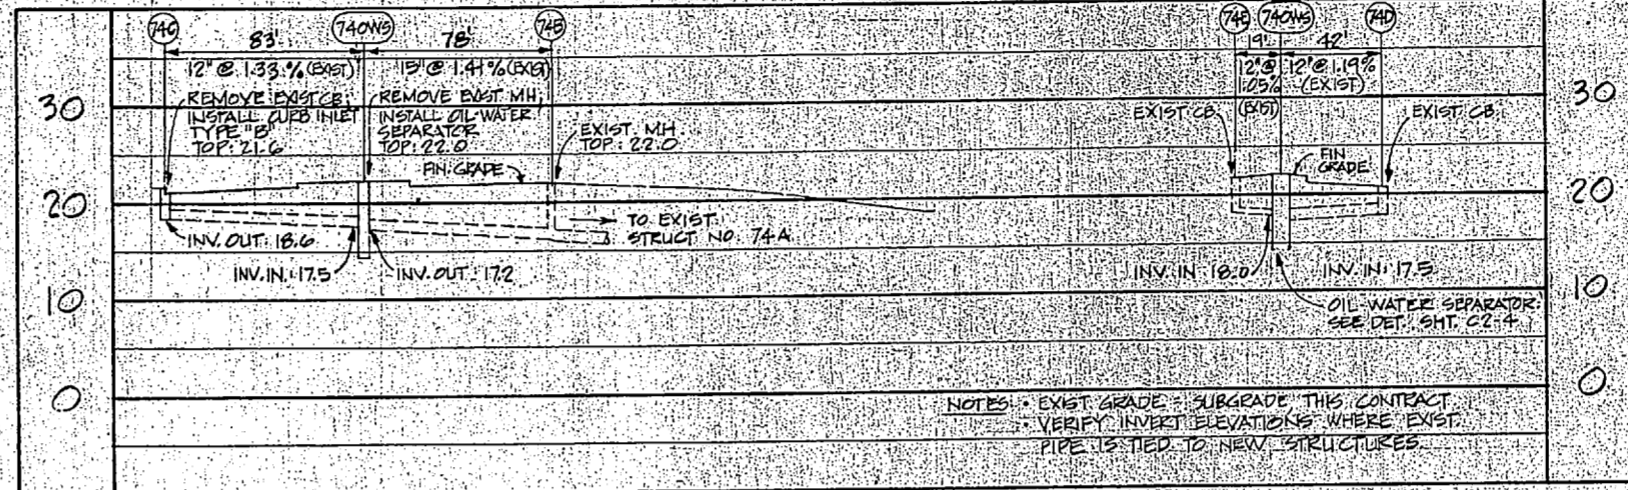 74C
740WS
74B
74E
740WS
74D
83'
78'
19'
42'
12" @ 1.33 % (EXIST)
15" @ 1.41 % (EXIST)
12" @
1.05%
(EXIST)
12" @ 1.19%
(EXIST)
30
30
REMOVE EXIST CB;
INSTALL CURB INLET
TYPE "B"
TOP: 21.6
REMOVE EXIST MH;
INSTALL OIL-WATER
SEPARATOR
TOP: 22.0
EXIST MH
TOP: 22.0
EXIST CB
EXIST CB
FIN. GRADE
FIN
GRADE
20
20
TO EXIST
STRUCT NO. 74A
INV. OUT: 18.6
INV. IN: 17.5
INV. OUT: 17.2
INV. IN: 18.0
INV. IN: 17.5
10
10
OIL WATER SEPARATOR
SEE DET. SHT. C2.4
0
0
NOTES: • EXIST GRADE = SUBGRADE THIS CONTRACT
• VERIFY INVERT ELEVATIONS WHERE EXIST.
PIPE IS TIED TO NEW STRUCTURES